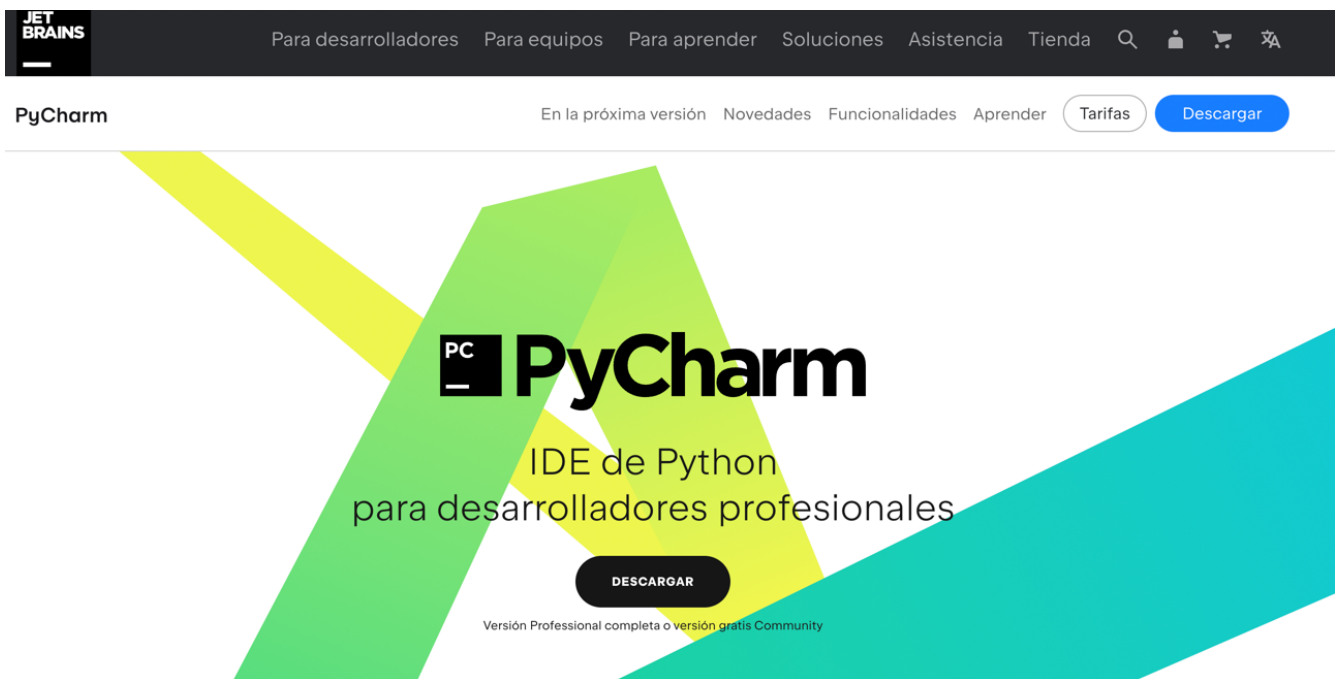 JET
BRAINS
Para desarrolladores Para equipos Para aprender Soluciones Asistencia Tienda
PyCharm
En la próxima versión Novedades Funcionalidades Aprender Tarifas Descargar
PC
PyCharm
IDE de Python
para desarrolladores profesionales
DESCARGAR
Versión Professional completa o versión gratis Community